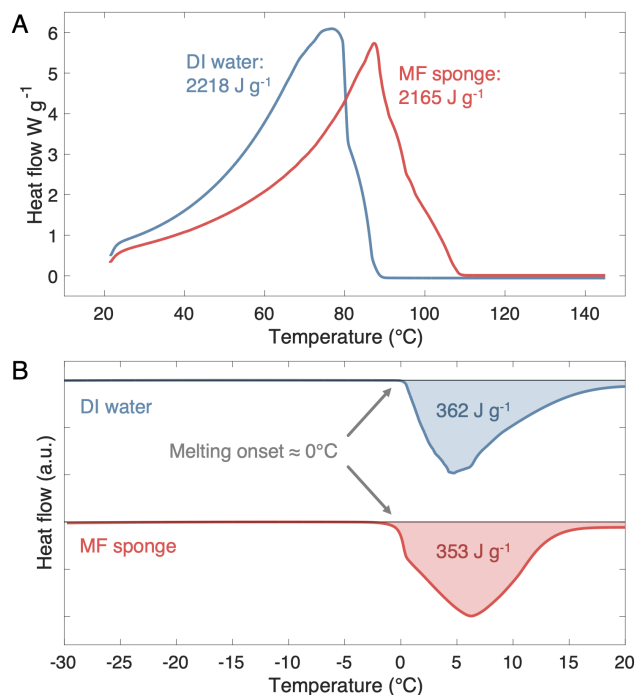 A
6
5
4
3
2
1
0
Heat flow W g⁻¹
DI water:
2218 J g⁻¹
MF sponge:
2165 J g⁻¹
20 40 60 80 100 120 140
Temperature (°C)
B
DI water
362 J g⁻¹
Melting onset ≈ 0°C
MF sponge
353 J g⁻¹
Heat flow (a.u.)
-30 -25 -20 -15 -10 -5 0 5 10 15 20
Temperature (°C)